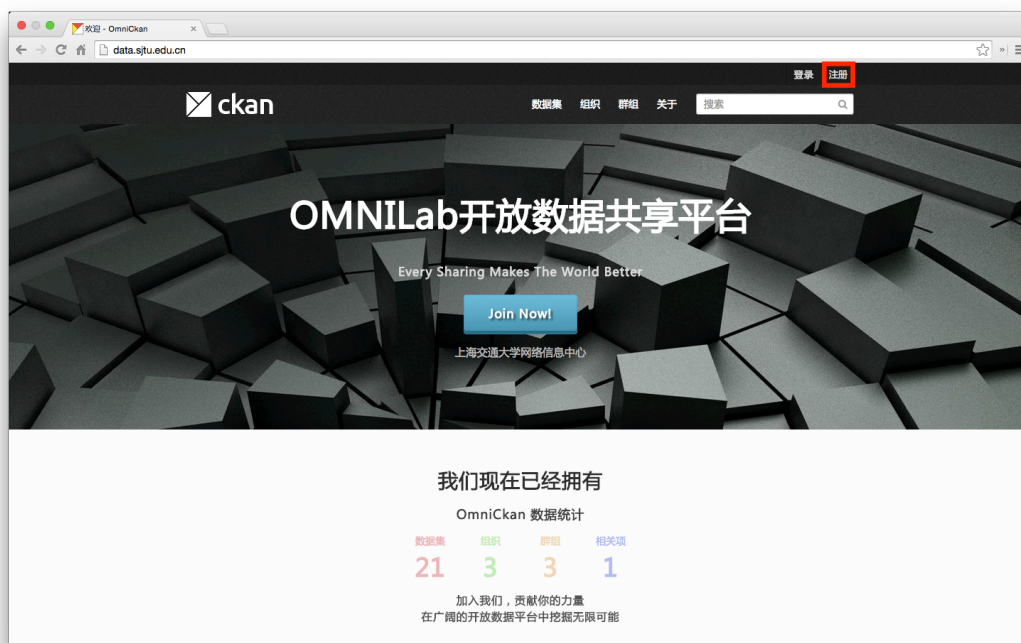 欢迎 - OmniCkan
data.sjtu.edu.cn
登录 注册
ckan 数据集 组织 群组 关于 搜索
OMNILab开放数据共享平台
Every Sharing Makes The World Better
Join Now!
上海交通大学网络信息中心
我们现在已经拥有
OmniCkan 数据统计
数据集 组织 群组 相关项
21 3 3 1
加入我们，贡献你的力量
在广阔的开放数据平台中挖掘无限可能